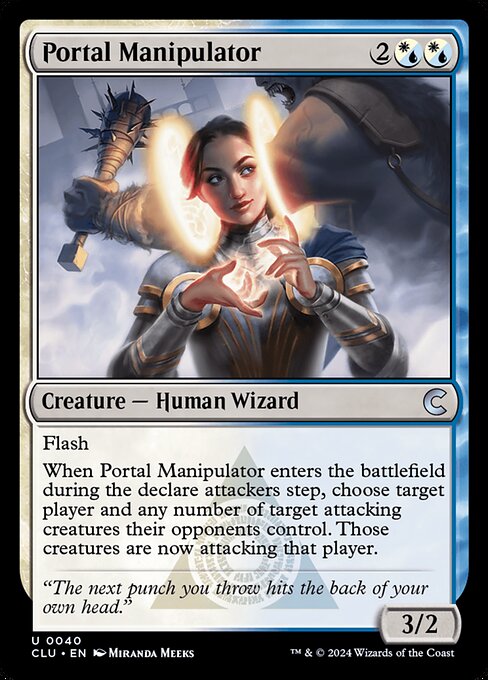 Portal Manipulator 2
Creature — Human Wizard
Flash
When Portal Manipulator enters the battlefield
during the declare attackers step, choose target
player and any number of target attacking
creatures their opponents control. Those
creatures are now attacking that player.
“The next punch you throw hits the back of your
own head.”
3/2
U 0040
CLU • EN Miranda Meeks
™ & © 2024 Wizards of the Coast